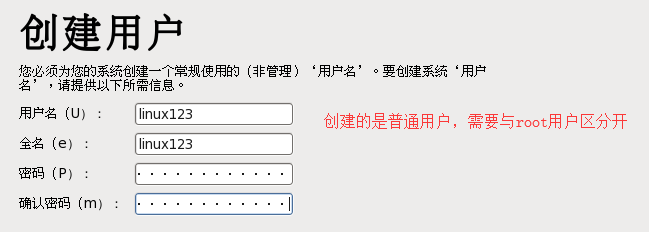 创建用户
您必须为您的系统创建一个常规使用的（非管理）‘用户名’。要创建系统‘用户
名’，请提供以下所需信息。
用户名（U）： linux123
创建的是普通用户，需要与root用户区分开
全名（e）： linux123
密码（P）： ············
确认密码（m）： ············